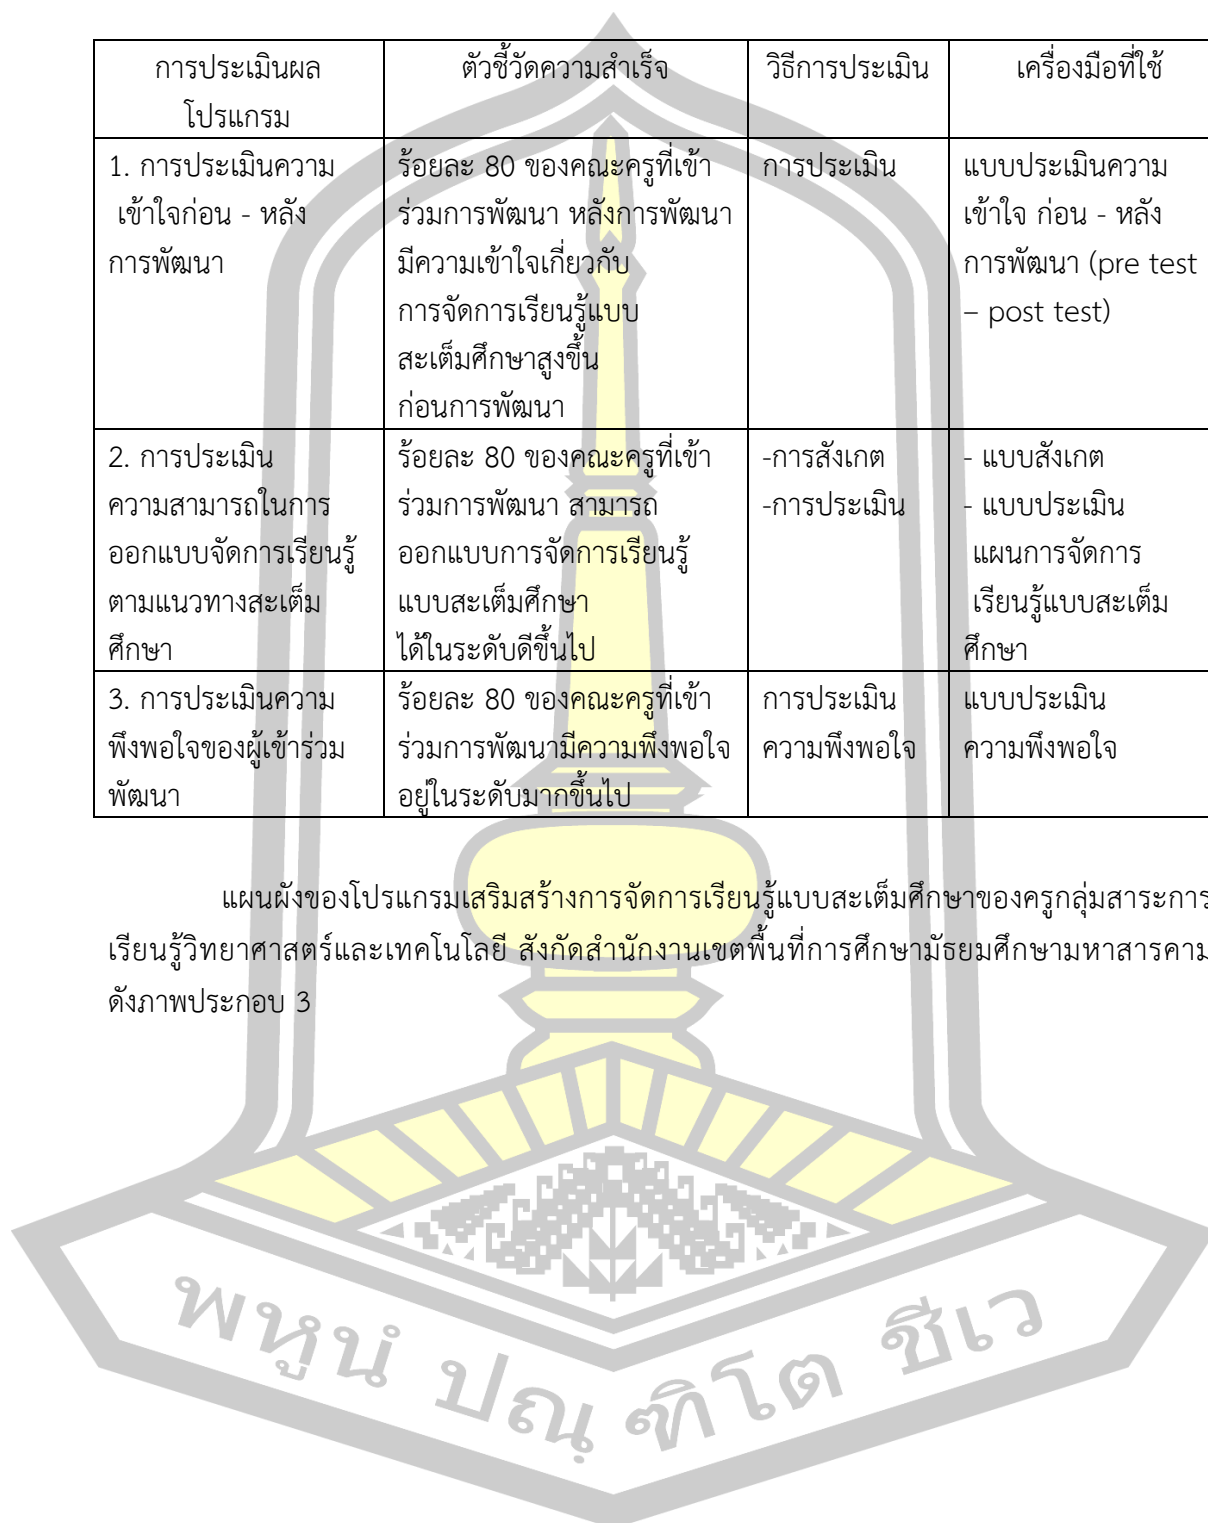 การประเมินผล
โปรแกรม
ตัวชี้วัดความสำเร็จ
วิธีการประเมิน
เครื่องมือที่ใช้
1. การประเมินความ
เข้าใจก่อน - หลัง
การพัฒนา
ร้อยละ 80 ของคณะครูที่เข้า
ร่วมการพัฒนา หลังการพัฒนา
มีความเข้าใจเกี่ยวกับ
การจัดการเรียนรู้แบบ
สะเต็มศึกษาสูงขึ้น
ก่อนการพัฒนา
การประเมิน
แบบประเมินความ
เข้าใจ ก่อน - หลัง
การพัฒนา (pre test
– post test)
2. การประเมิน
ความสามารถในการ
ออกแบบจัดการเรียนรู้
ตามแนวทางสะเต็ม
ศึกษา
ร้อยละ 80 ของคณะครูที่เข้า
ร่วมการพัฒนา สามารถ
ออกแบบการจัดการเรียนรู้
แบบสะเต็มศึกษา
ได้ในระดับดีขึ้นไป
-การสังเกต
-การประเมิน
- แบบสังเกต
- แบบประเมิน
แผนการจัดการ
เรียนรู้แบบสะเต็ม
ศึกษา
3. การประเมินความ
พึงพอใจของผู้เข้าร่วม
พัฒนา
ร้อยละ 80 ของคณะครูที่เข้า
ร่วมการพัฒนามีความพึงพอใจ
อยู่ในระดับมากขึ้นไป
การประเมิน
ความพึงพอใจ
แบบประเมิน
ความพึงพอใจ
แผนผังของโปรแกรมเสริมสร้างการจัดการเรียนรู้แบบสะเต็มศึกษาของครูกลุ่มสาระการ
เรียนรู้วิทยาศาสตร์และเทคโนโลยี สังกัดสำนักงานเขตพื้นที่การศึกษามัธยมศึกษามหาสารคาม
ดังภาพประกอบ 3
พหูนํ ปณฺฑิโต ชีเว